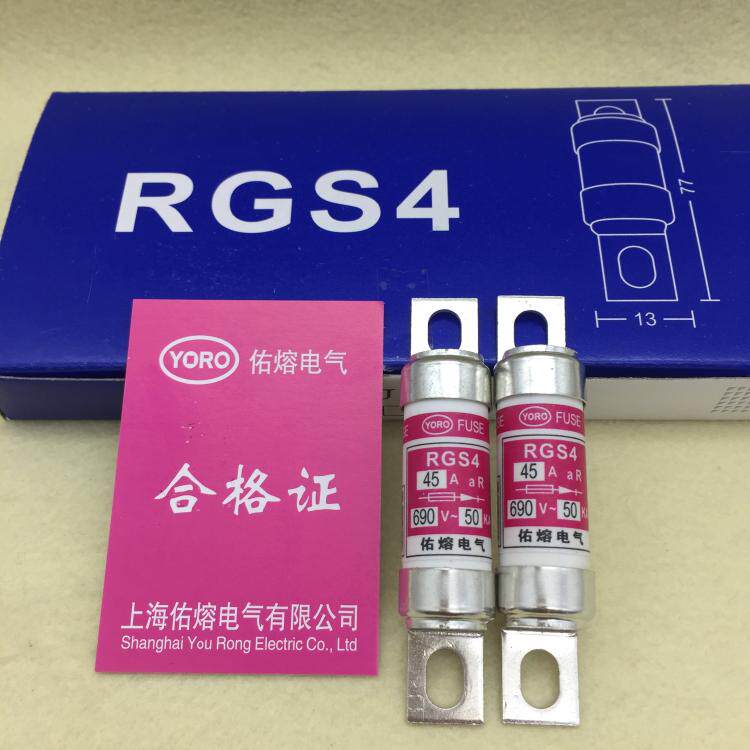 RGS4
77
13
YORO 佑熔电气
合格证
上海佑熔电气有限公司
Shanghai You Rong Electric Co., Ltd
YORO FUSE
RGS4
45 A aR
690 V~ 50
佑熔电气
YORO FUSE
RGS4
45 A aR
690 V~ 50
佑熔电气